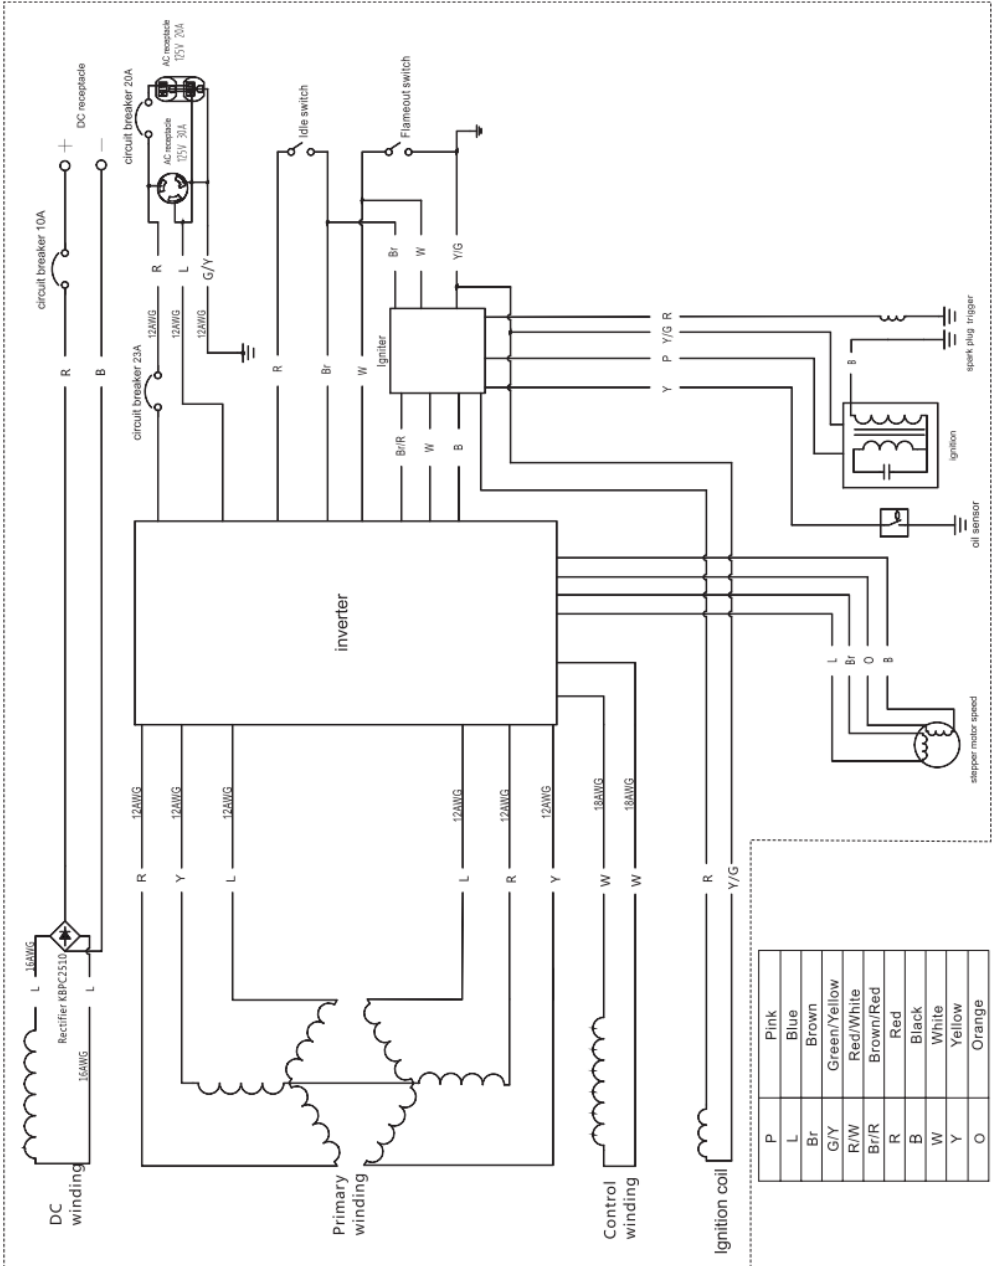 DC
winding
L
16AWG
Rectifier KBPC2510
16AWG
L
R
B
circuit breaker 10A
+
DC receptacle
—
Primary
winding
R
12AWG
Y
12AWG
L
12AWG
L
12AWG
R
12AWG
Y
12AWG
Control
winding
W
18AWG
W
18AWG
Ignition coil
R
Y/G
inverter
circuit breaker 23A
12AWG
R
12AWG
L
12AWG
G/Y
circuit breaker 20A
AC receptacle
125V 30A
AC receptacle
125V 20A
R
Br
W
Idle switch
Flameout switch
Br/R
W
B
Igniter
Br
W
Y/G
R
Y/G
P
Y
B
spark plug trigger
ignition
oil sensor
L
Br
O
B
stepper motor speed
P Pink
L Blue
Br Brown
G/Y Green/Yellow
R/W Red/White
Br/R Brown/Red
R Red
B Black
W White
Y Yellow
O Orange